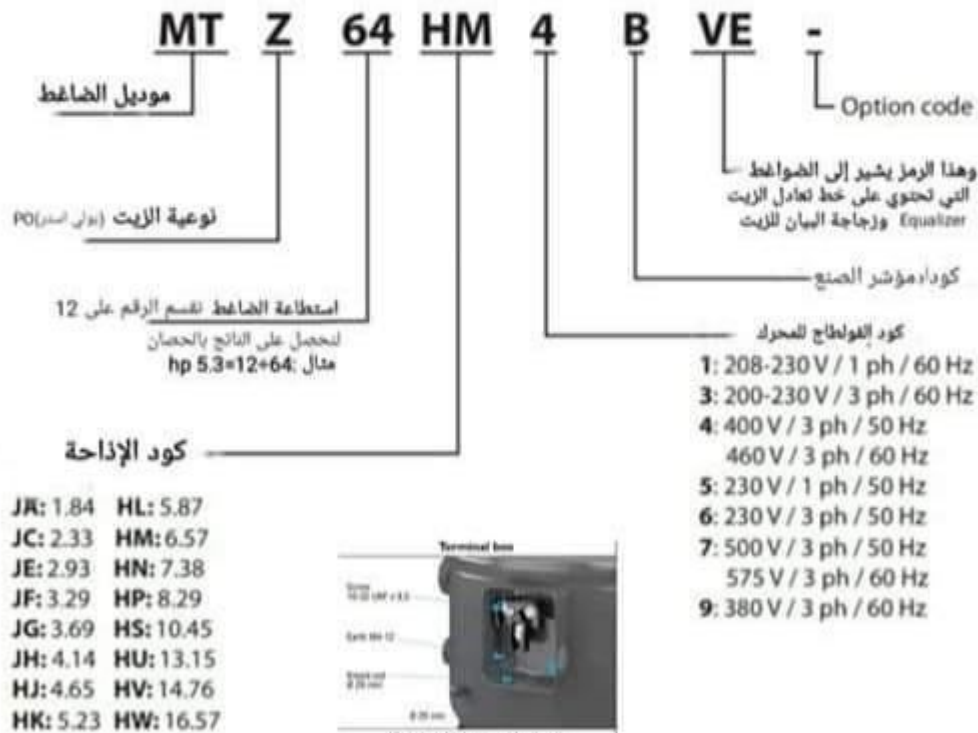 MT Z 64 HM 4 B VE -
موديل الضاغط
Option code
وهذا الرمز يشير إلى الضواغط
التي تحتوي على خط تعادل الزيت
Equalizer وزجاجة البيان للزيت
نوعية الزيت (بولي استر)PO
كود/مؤشر الصنع
استطاعة الضاغط نقسم الرقم على 12
لنحصل على الناتج بالحصان
مثال :64÷12=5.3 hp
كود الإزاحة
JA: 1.84 HL: 5.87
JC: 2.33 HM: 6.57
JE: 2.93 HN: 7.38
JF: 3.29 HP: 8.29
JG: 3.69 HS: 10.45
JH: 4.14 HU: 13.15
HJ: 4.65 HV: 14.76
HK: 5.23 HW: 16.57
كود الفولطاج للمحرك
1: 208-230 V / 1 ph / 60 Hz
3: 200-230 V / 3 ph / 60 Hz
4: 400 V / 3 ph / 50 Hz
460 V / 3 ph / 60 Hz
5: 230 V / 1 ph / 50 Hz
6: 230 V / 3 ph / 50 Hz
7: 500 V / 3 ph / 50 Hz
575 V / 3 ph / 60 Hz
9: 380 V / 3 ph / 60 Hz
Terminal box